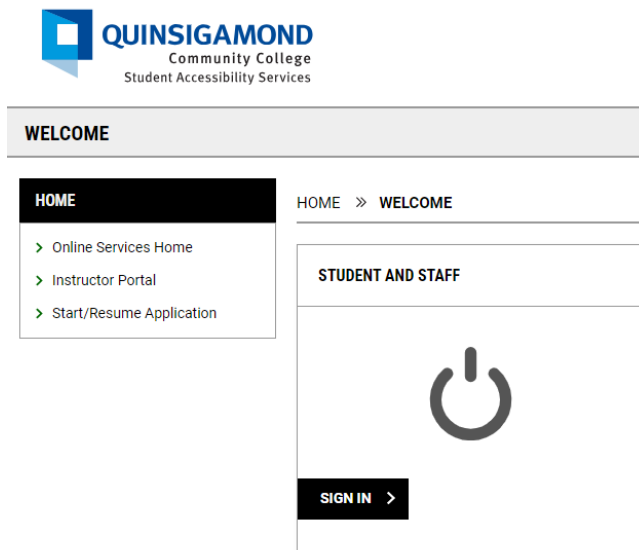 QUINSIGAMOND
Community College
Student Accessibility Services
WELCOME
HOME
Online Services Home
Instructor Portal
Start/Resume Application
HOME » WELCOME
STUDENT AND STAFF
SIGN IN